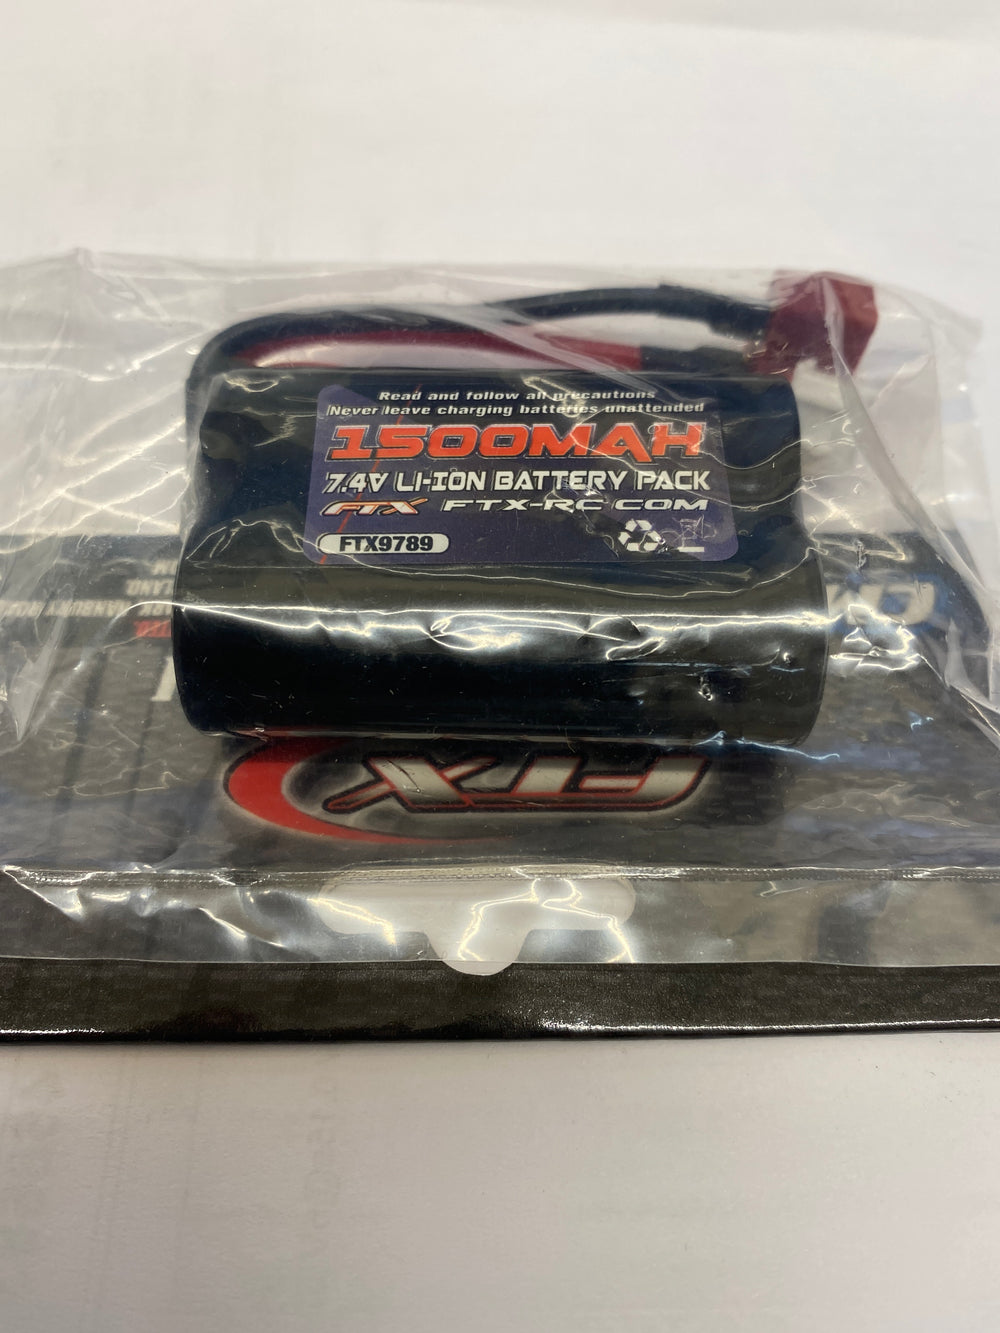 Read and follow all precautions
Never leave charging batteries unattended
1500MAH
7.4V LI-ION BATTERY PACK
FTX FTX-RC.COM
FTX9789
FTX